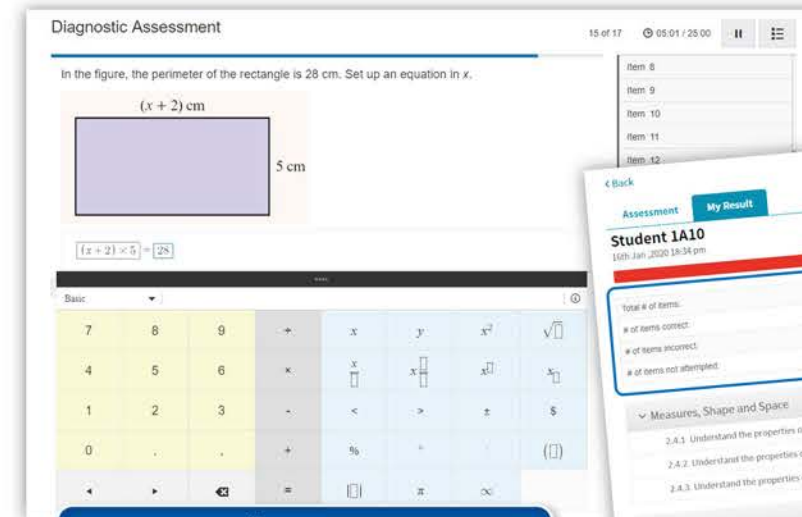 Diagnostic Assessment
15 of 17 05:01 / 25:00
In the figure, the perimeter of the rectangle is 28 cm. Set up an equation in x.
(x + 2) cm
5 cm
(x + 2) × 5 = 28
Item 8
Item 9
Item 10
Item 11
Item 12
Basic
7 8 9 ÷ x y x² √▯
4 5 6 ×
1 2 3 - < > ± $
0 . , + % (▯)
= |▯| π ∞
Back
Assessment My Result
Student 1A10
16th Jan ,2020 18:34 pm
Total # of items:
# of items correct:
# of items incorrect:
# of items not attempted:
Measures, Shape and Space
2.4.1 Understand the properties
2.4.2 Understand the properties
2.4.3 Understand the properties